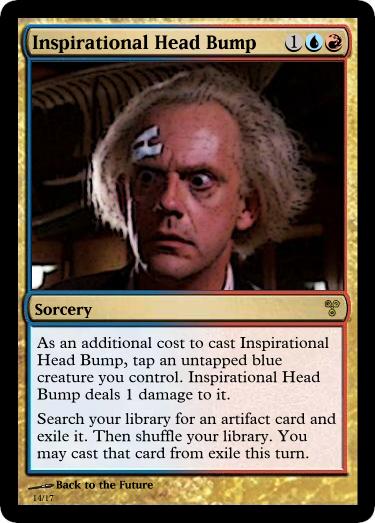 Inspirational Head Bump 1
Sorcery
As an additional cost to cast Inspirational
Head Bump, tap an untapped blue
creature you control. Inspirational Head
Bump deals 1 damage to it.
Search your library for an artifact card and
exile it. Then shuffle your library. You
may cast that card from exile this turn.
Back to the Future
14/17